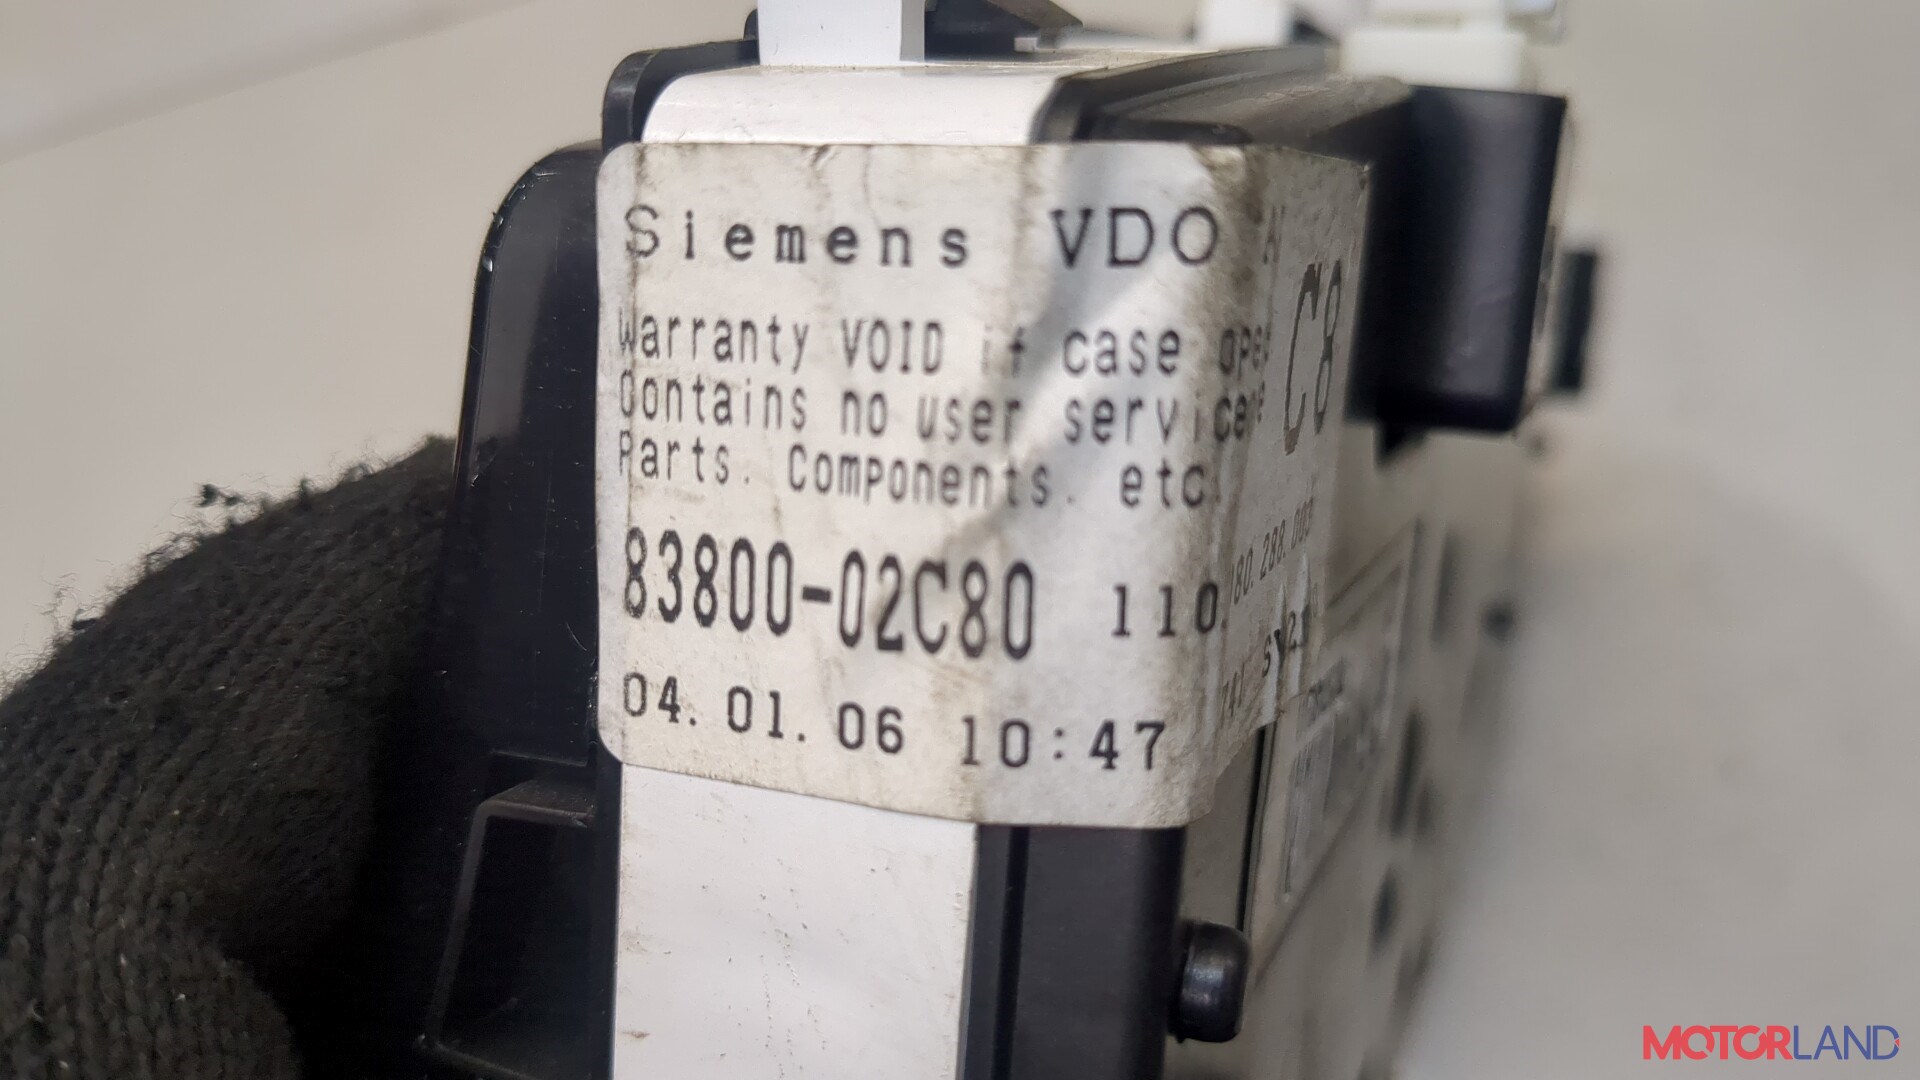 Siemens VDO
Warranty VOID if case
Contains no user
Parts. Components. etc.
83800-02C80 110.
04.01.06 10:47
C8
MOTORLAND